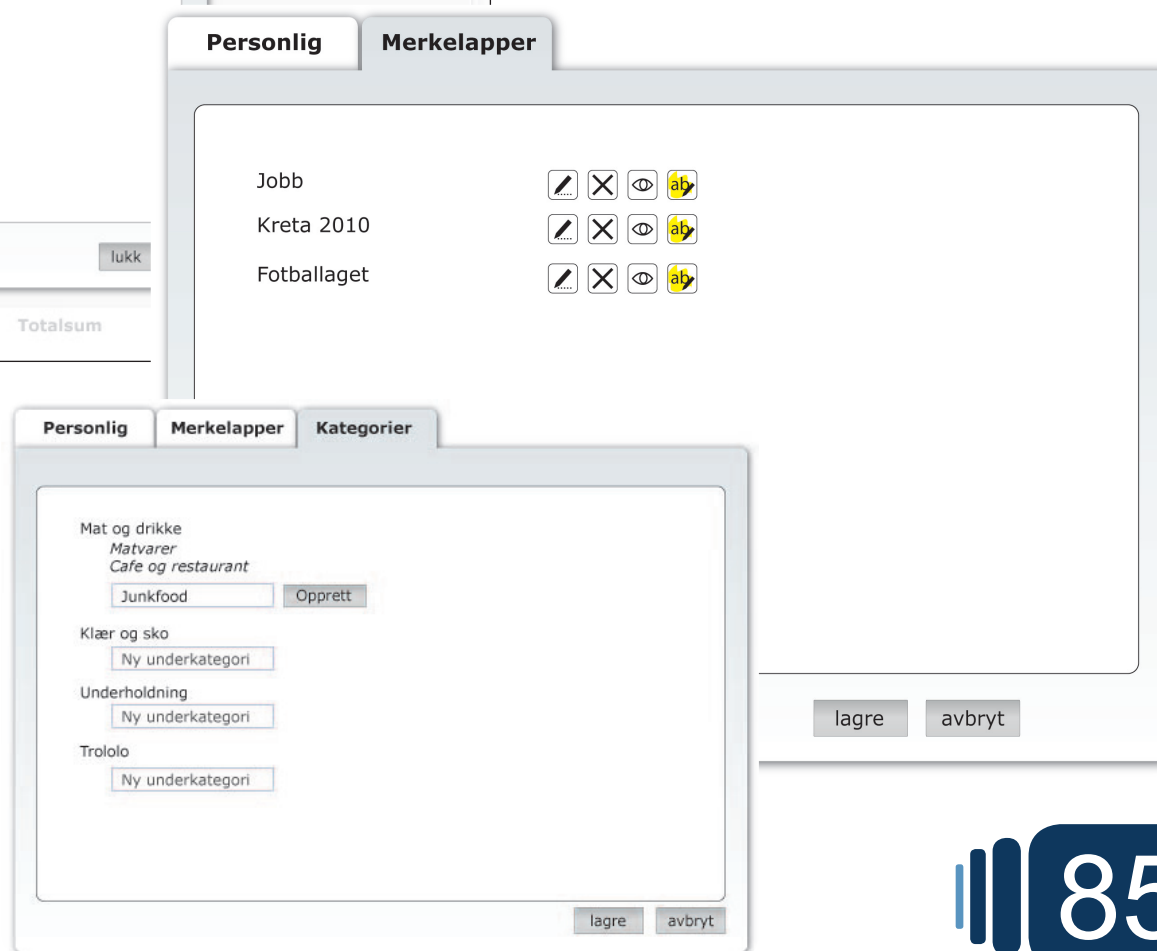 Personlig Merkelapper
Jobb ab
Kreta 2010 ab
Fotballaget ab
lukk
Totalsum
lagre avbryt
Personlig Merkelapper Kategorier
Mat og drikke
Matvarer
Cafe og restaurant
Junkfood Opprett
Klær og sko
Ny underkategori
Underholdning
Ny underkategori
Trololo
Ny underkategori
lagre avbryt
85